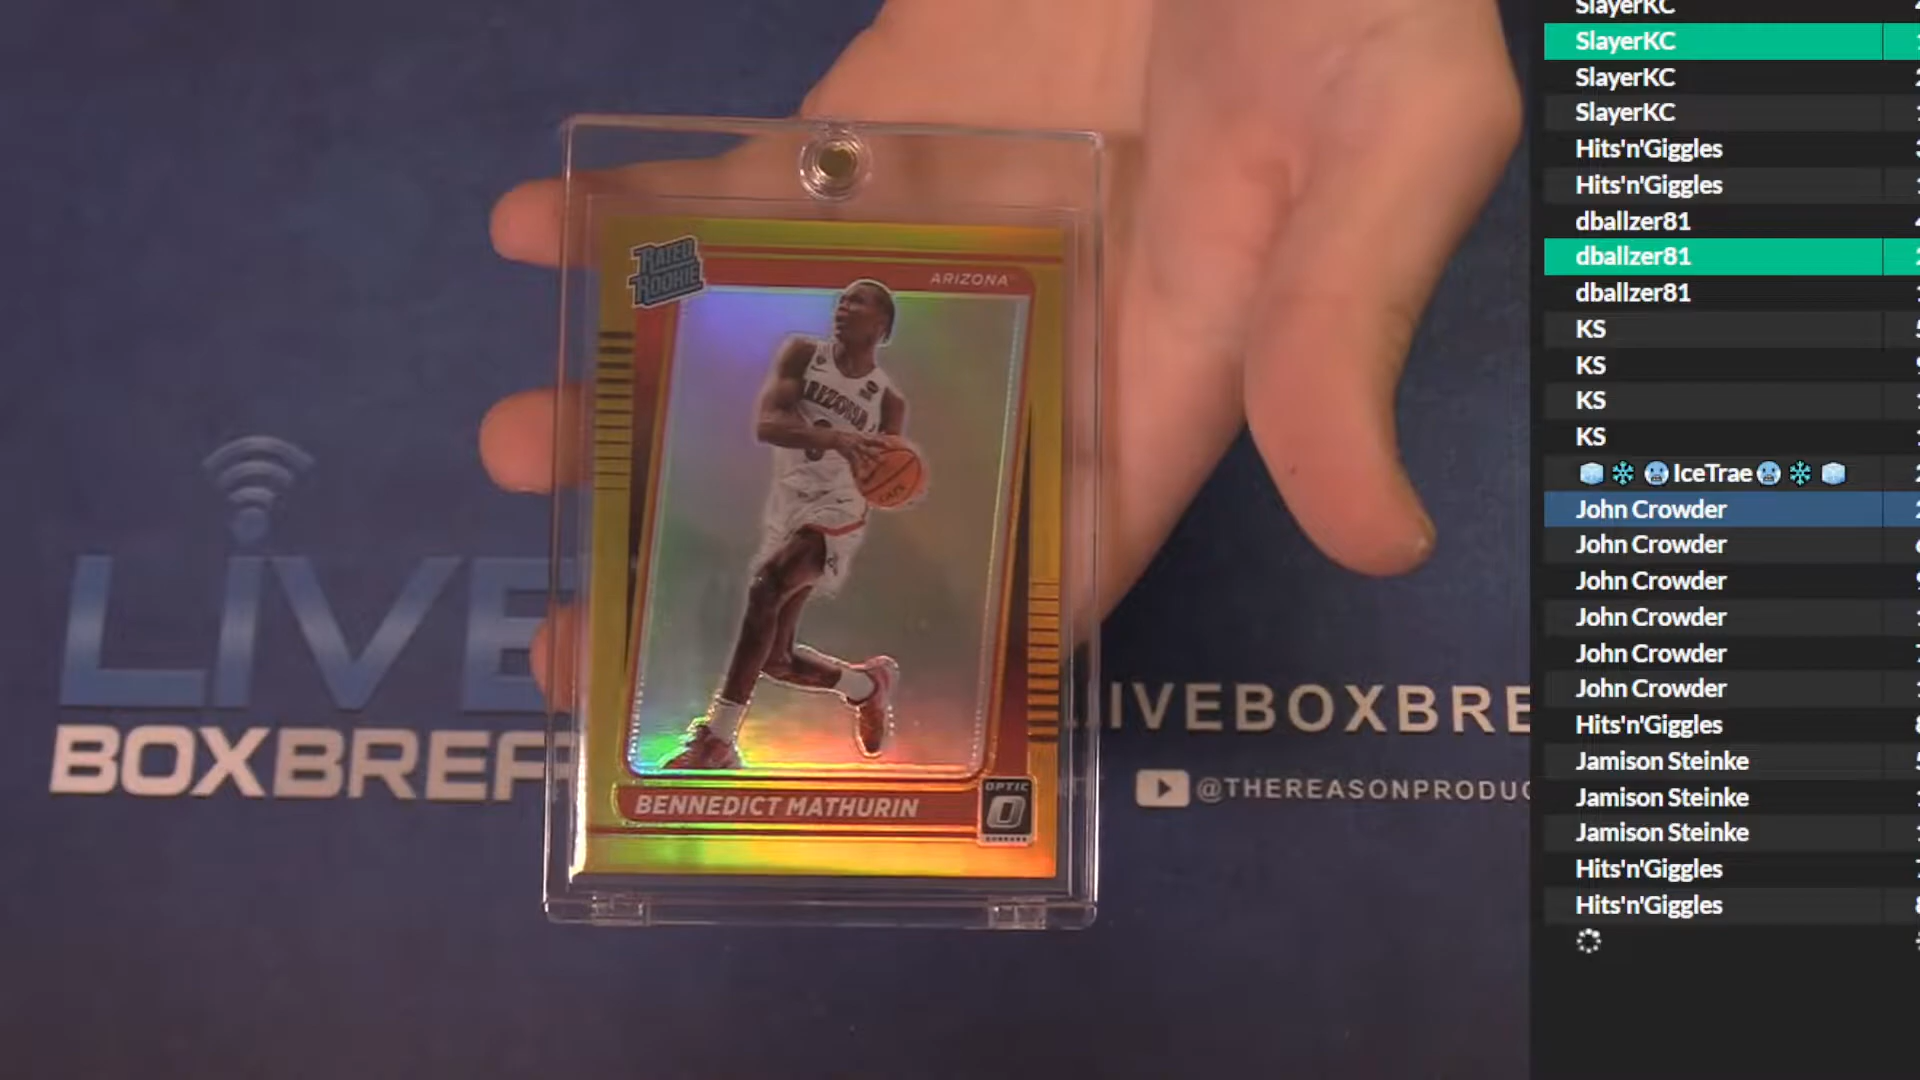 SlayerKC
SlayerKC
SlayerKC
SlayerKC
Hits'n'Giggles
Hits'n'Giggles
dballzer81
dballzer81
dballzer81
KS
KS
KS
KS
🧊 ❄️ 🥶IceTrae🥶 ❄️ 🧊
John Crowder
John Crowder
John Crowder
John Crowder
John Crowder
John Crowder
Hits'n'Giggles
Jamison Steinke
Jamison Steinke
Jamison Steinke
Hits'n'Giggles
Hits'n'Giggles
RATED
ROOKIE
ARIZONA
ARIZONA
BENNEDICT MATHURIN
OPTIC
LIVE
BOXBREA
LIVEBOXBRE
@THEREASONPRODUC